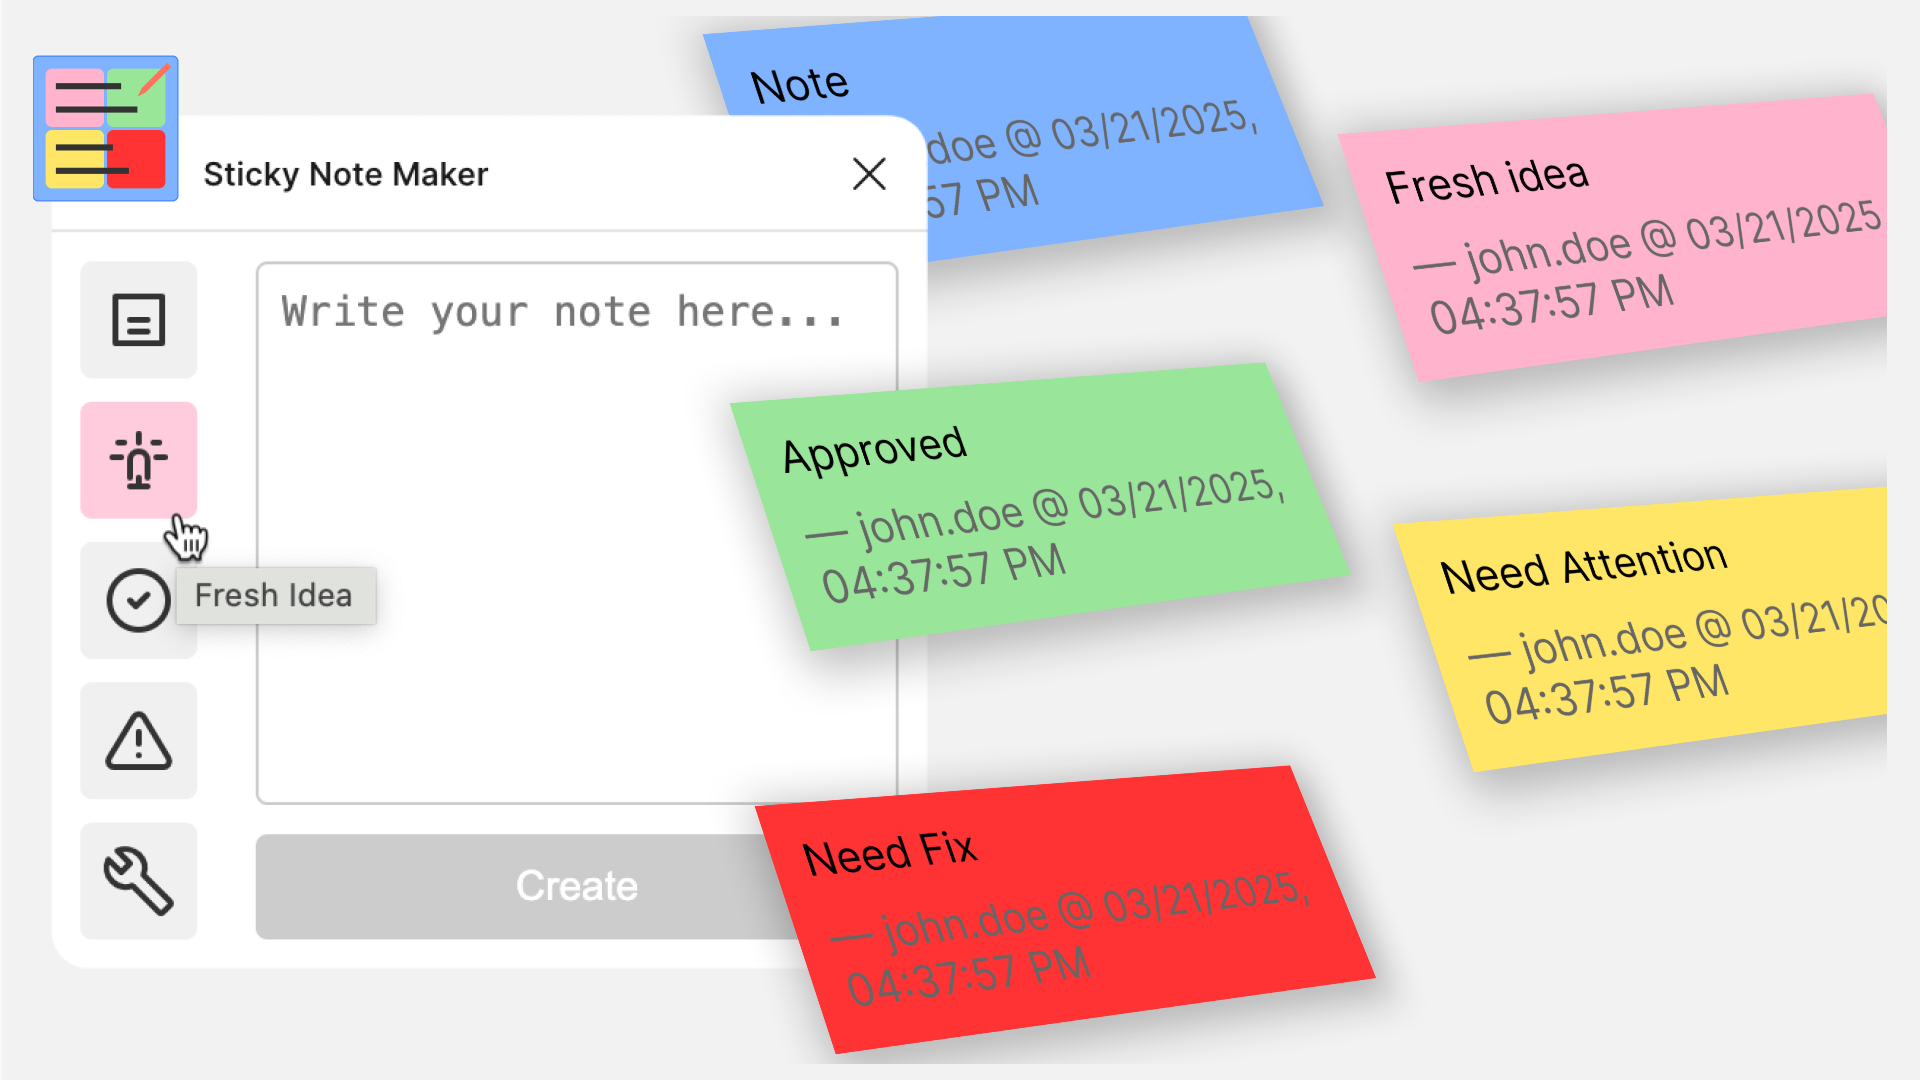 Sticky Note Maker
Write your note here...
Fresh Idea
Create
Note
doe @ 03/21/2025,
57 PM
Fresh idea
— john.doe @ 03/21/2025
04:37:57 PM
Approved
— john.doe @ 03/21/2025,
04:37:57 PM
Need Attention
— john.doe @ 03/21/20
04:37:57 PM
Need Fix
— john.doe @ 03/21/2025,
04:37:57 PM